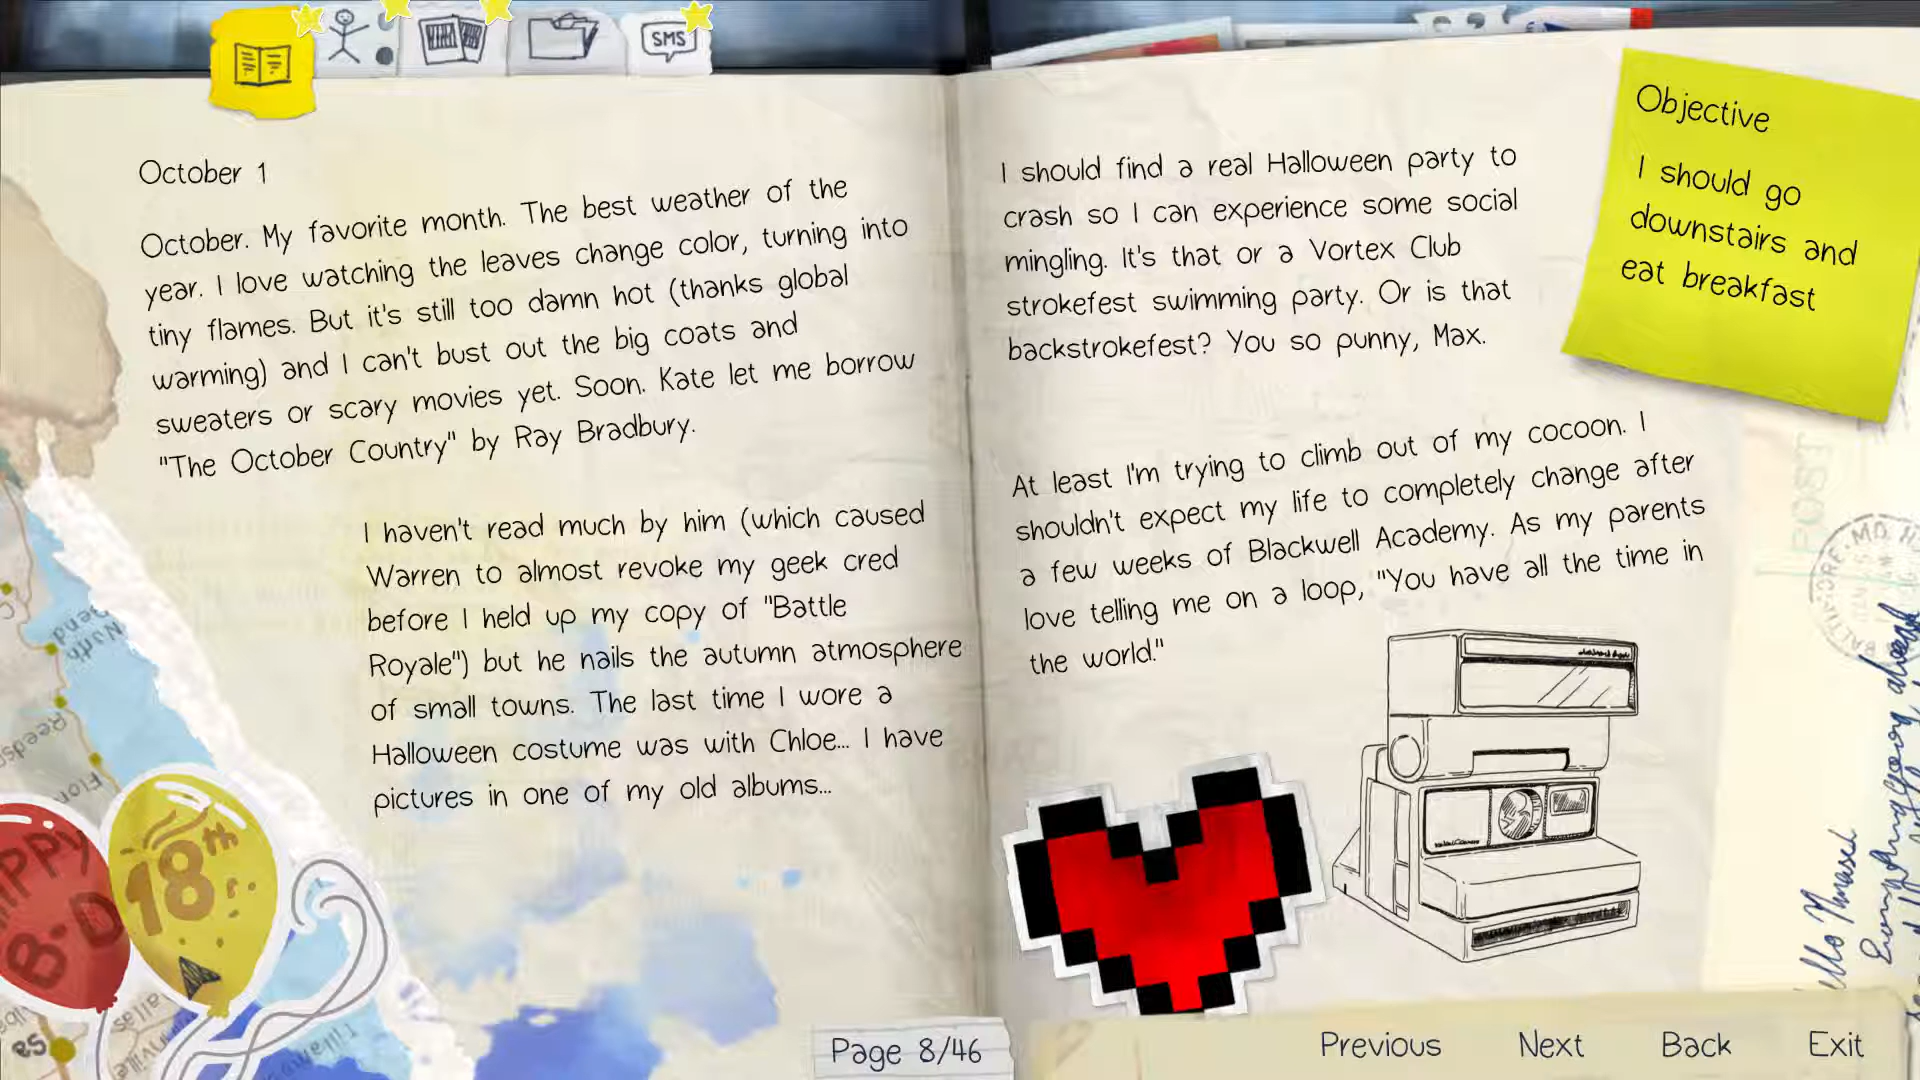 SMS
October 1
October. My favorite month. The best weather of the
year. I love watching the leaves change color, turning into
tiny flames. But it's still too damn hot (thanks global
warming) and I can't bust out the big coats and
sweaters or scary movies yet. Soon. Kate let me borrow
"The October Country" by Ray Bradbury.
I haven't read much by him (which caused
Warren to almost revoke my geek cred
before I held up my copy of "Battle
Royale") but he nails the autumn atmosphere
of small towns. The last time I wore a
Halloween costume was with Chloe... I have
pictures in one of my old albums...
I should find a real Halloween party to
crash so I can experience some social
mingling. It's that or a Vortex Club
strokefest swimming party. Or is that
backstrokefest? You so punny, Max.
At least I'm trying to climb out of my cocoon. I
shouldn't expect my life to completely change after
a few weeks of Blackwell Academy. As my parents
love telling me on a loop, "You have all the time in
the world."
Objective
I should go
downstairs and
eat breakfast
North
Bend
HAPPY
B-D
18th
POST
Page 8/46
Previous
Next
Back
Exit